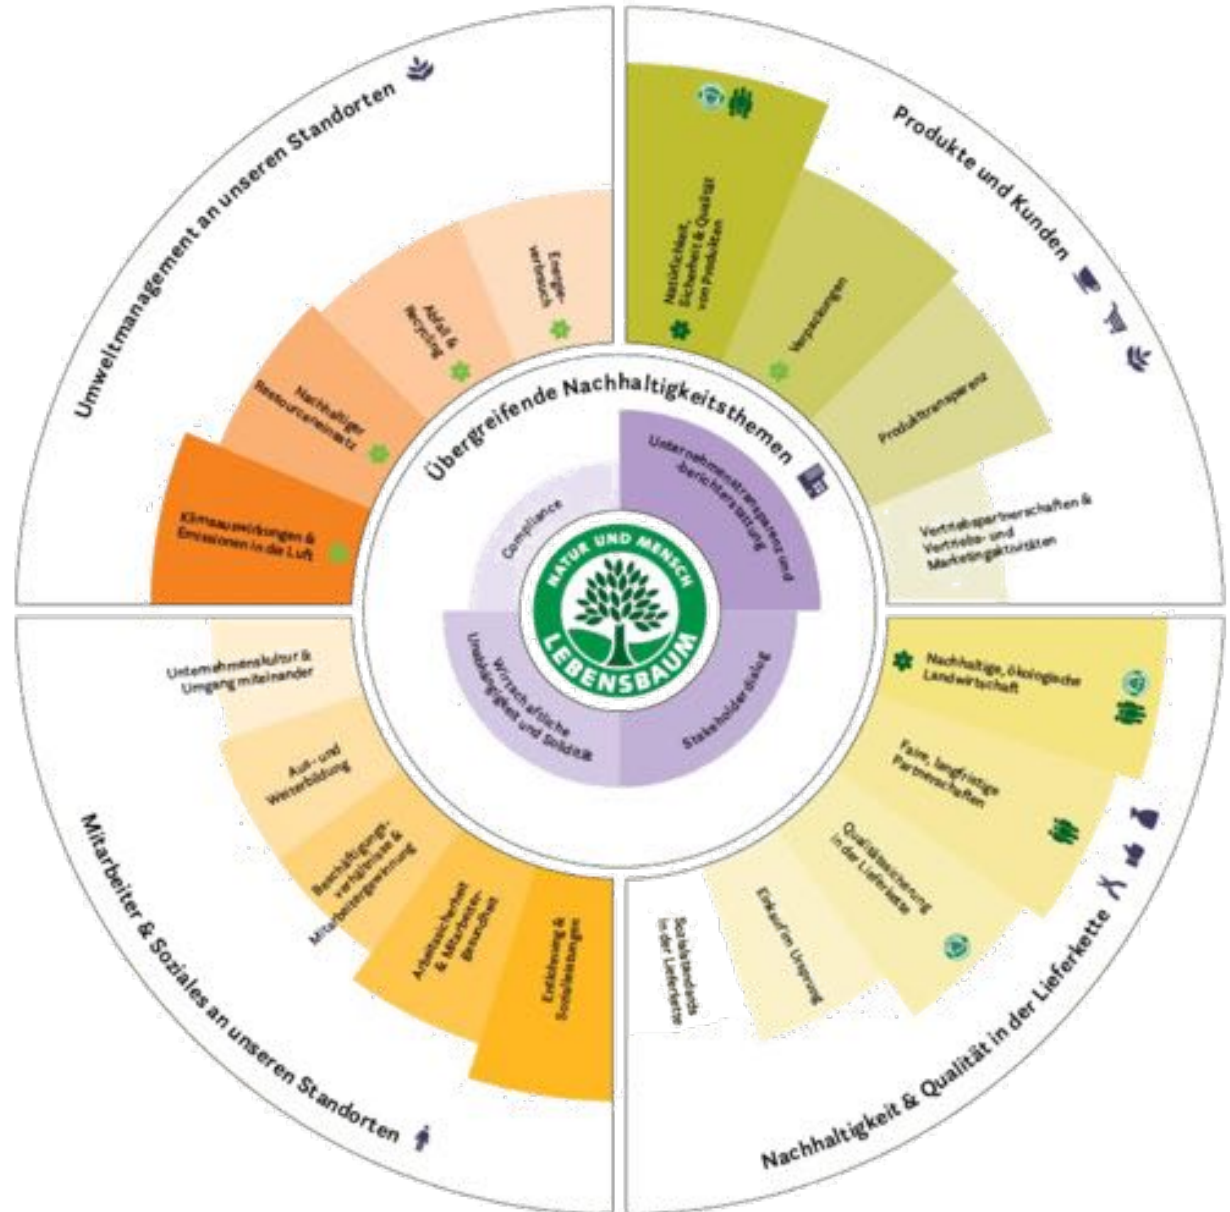 Umweltmanagement an unseren Standorten
Energie-
verbrauch
Abfall &
Recycling
Nachhaltiger
Ressourceneinsatz
Klimaauswirkungen &
Emissionen in die Luft
Produkte und Kunden
Natürlichkeit,
Sicherheit & Qualität
von Produkten
Verpackungen
Produkttransparenz
Vertriebspartnerschaften &
Vertriebs- und
Marketingaktivitäten
Übergreifende Nachhaltigkeitsthemen
Compliance
Unternehmenstransparenz und
-berichterstattung
Wirtschaftliche
Unabhängigkeit und Solidität
Stakeholderdialog
NATUR UND MENSCH
LEBENSBAUM
Mitarbeiter & Soziales an unseren Standorten
Unternehmenskultur &
Umgang miteinander
Aus- und
Weiterbildung
Beschäftigungs-
verhältnisse &
Mitarbeitergewinnung
Arbeitssicherheit
& Mitarbeiter-
gesundheit
Entlohnung &
Sozialleistungen
Nachhaltigkeit & Qualität in der Lieferkette
Nachhaltige, ökologische
Landwirtschaft
Faire, langfristige
Partnerschaften
Qualitätssicherung
in der Lieferkette
Einkauf im Ursprung
Sozialstandards
in der Lieferkette